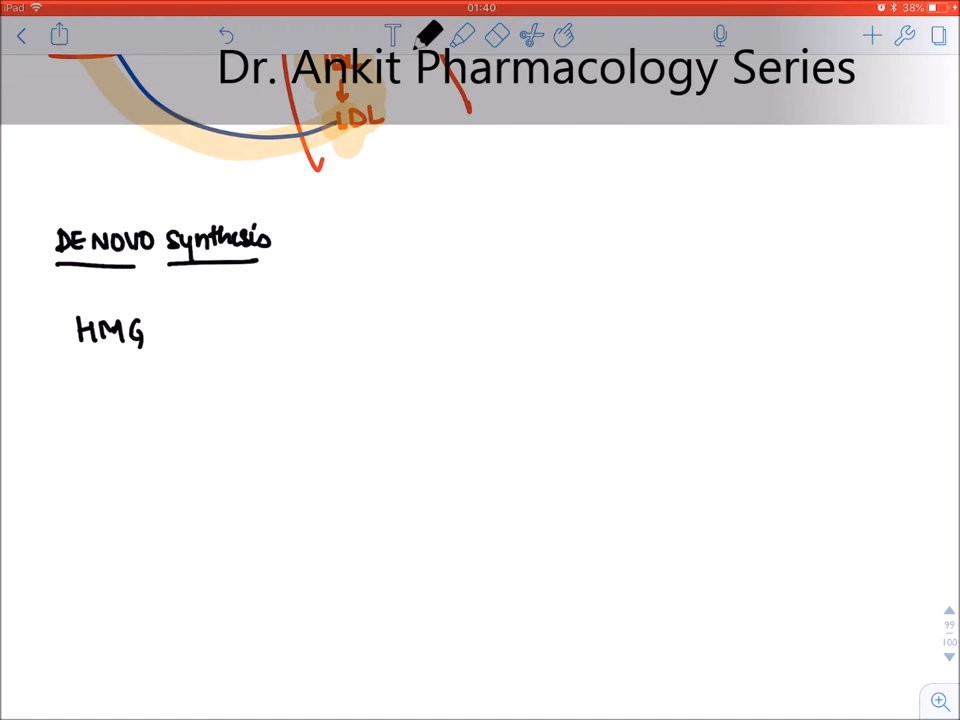 iPad 01:40 38%
Dr. Ankit Pharmacology Series
IDL
DE NOVO Synthesis
HMG
99
100